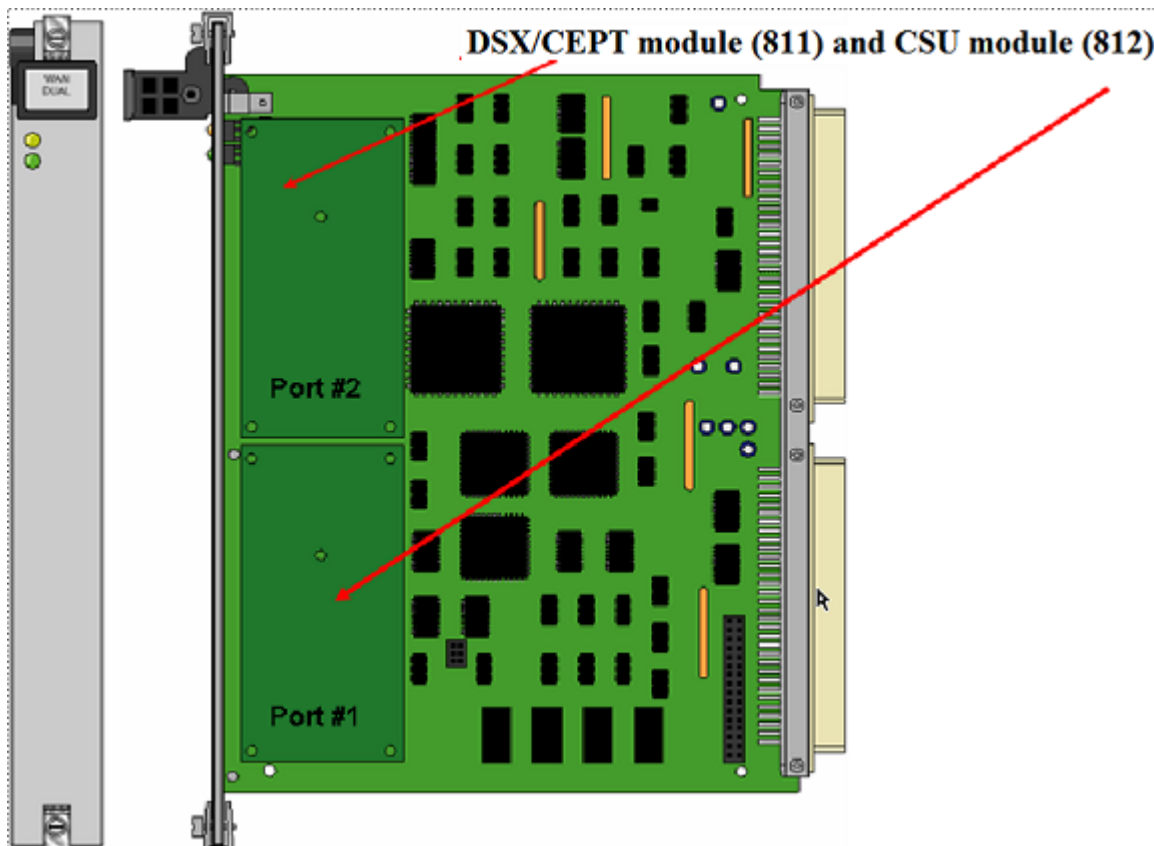 DSX/CEPT module (811) and CSU module (812)
WAN
DUAL
Port #2
Port #1